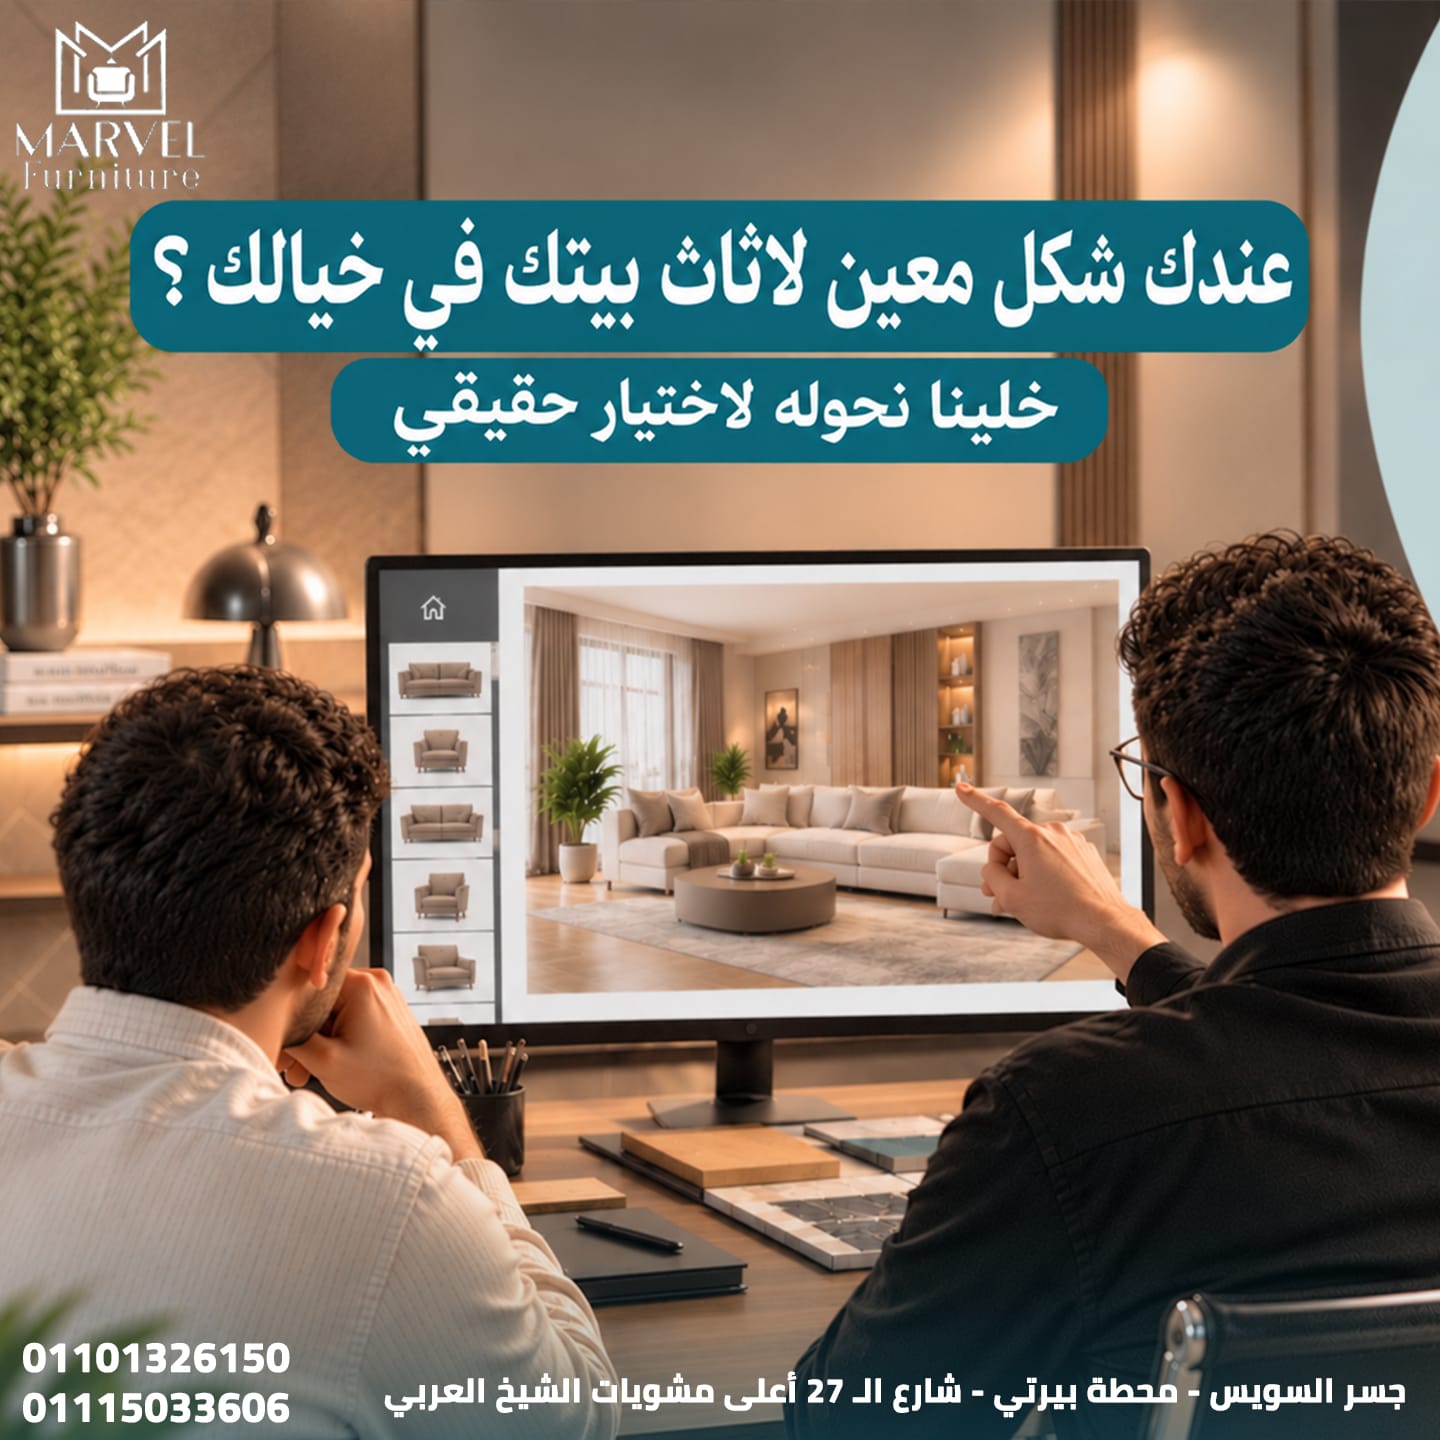 MARVEL
Furniture
عندك شكل معين لاثاث بيتك في خيالك ؟
خلينا نحوله لاختيار حقيقي
01101326150
01115033606
جسر السويس - محطة بيرتي - شارع الـ 27 أعلى مشويات الشيخ العربي